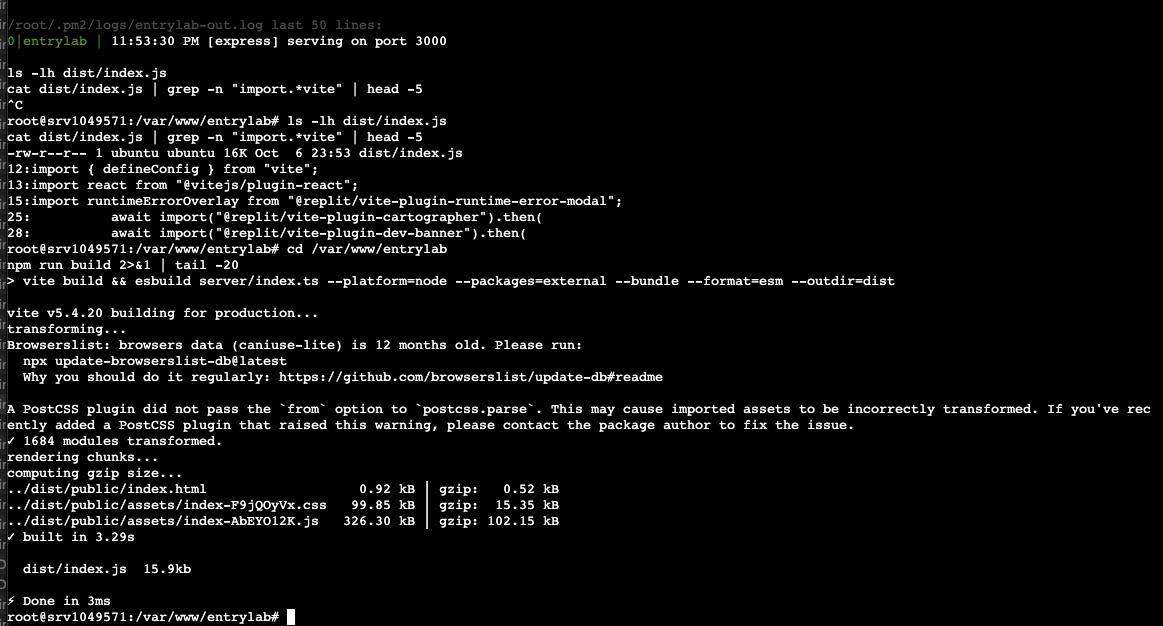 /root/.pm2/logs/entrylab-out.log last 50 lines:
0|entrylab | 11:53:30 PM [express] serving on port 3000
ls -lh dist/index.js
cat dist/index.js | grep -n "import.*vite" | head -5
^C
root@srv1049571:/var/www/entrylab# ls -lh dist/index.js
cat dist/index.js | grep -n "import.*vite" | head -5
-rw-r--r-- 1 ubuntu ubuntu 16K Oct  6 23:53 dist/index.js
12:import { defineConfig } from "vite";
13:import react from "@vitejs/plugin-react";
15:import runtimeErrorOverlay from "@replit/vite-plugin-runtime-error-modal";
25:          await import("@replit/vite-plugin-cartographer").then(
28:          await import("@replit/vite-plugin-dev-banner").then(
root@srv1049571:/var/www/entrylab# cd /var/www/entrylab
npm run build 2>&1 | tail -20
> vite build && esbuild server/index.ts --platform=node --packages=external --bundle --format=esm --outdir=dist
vite v5.4.20 building for production...
transforming...
Browserslist: browsers data (caniuse-lite) is 12 months old. Please run:
  npx update-browserslist-db@latest
  Why you should do it regularly: https://github.com/browserslist/update-db#readme
A PostCSS plugin did not pass the `from` option to `postcss.parse`. This may cause imported assets to be incorrectly transformed. If you've rec
ently added a PostCSS plugin that raised this warning, please contact the package author to fix the issue.
✓ 1684 modules transformed.
rendering chunks...
computing gzip size...
../dist/public/index.html                   0.92 kB │ gzip:   0.52 kB
../dist/public/assets/index-F9jQOyVx.css   99.85 kB │ gzip:  15.35 kB
../dist/public/assets/index-AbEYO12K.js   326.30 kB │ gzip: 102.15 kB
✓ built in 3.29s
  dist/index.js  15.9kb
⚡ Done in 3ms
root@srv1049571:/var/www/entrylab#